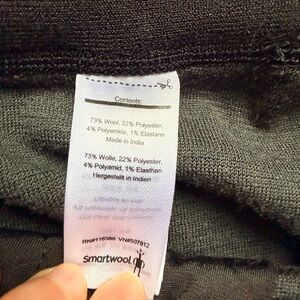 Contents:
73% Wool, 22% Polyester,
4% Polyamide, 1% Elastane
Made in India
73% Wolle, 22% Polyester,
4% Polyamid, 1% Elasthan
Hergestellt in Indien
RN#116366 VN#507812
smartwool